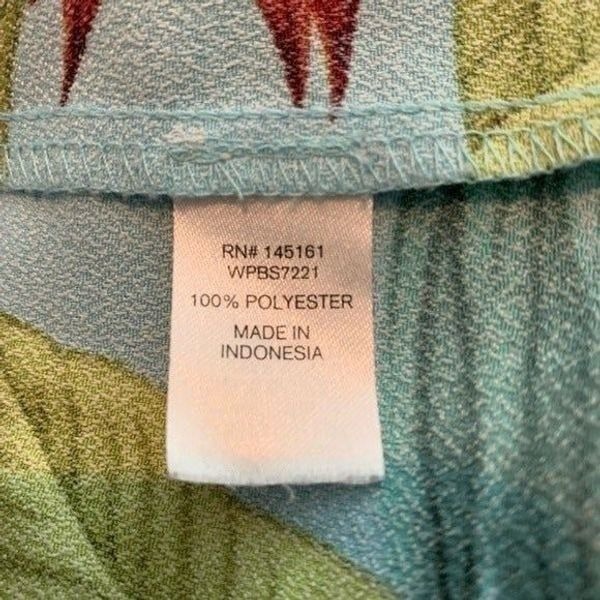 RN# 145161
WPBS7221
100% POLYESTER
MADE IN
INDONESIA